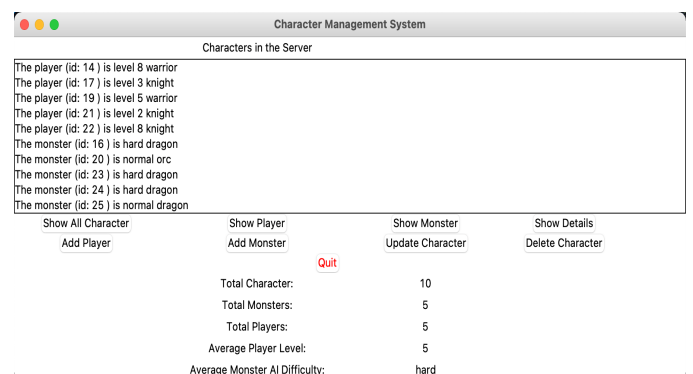 Character Management System
Characters in the Server
The player (id: 14 ) is level 8 warrior
The player (id: 17 ) is level 3 knight
The player (id: 19 ) is level 5 warrior
The player (id: 21 ) is level 2 knight
The player (id: 22 ) is level 8 knight
The monster (id: 16 ) is hard dragon
The monster (id: 20 ) is normal orc
The monster (id: 23 ) is hard dragon
The monster (id: 24 ) is hard dragon
The monster (id: 25 ) is normal dragon
Show All Character Show Player Show Monster Show Details
Add Player Add Monster Update Character Delete Character
Quit
Total Character: 10
Total Monsters: 5
Total Players: 5
Average Player Level: 5
Average Monster AI Difficulty: hard